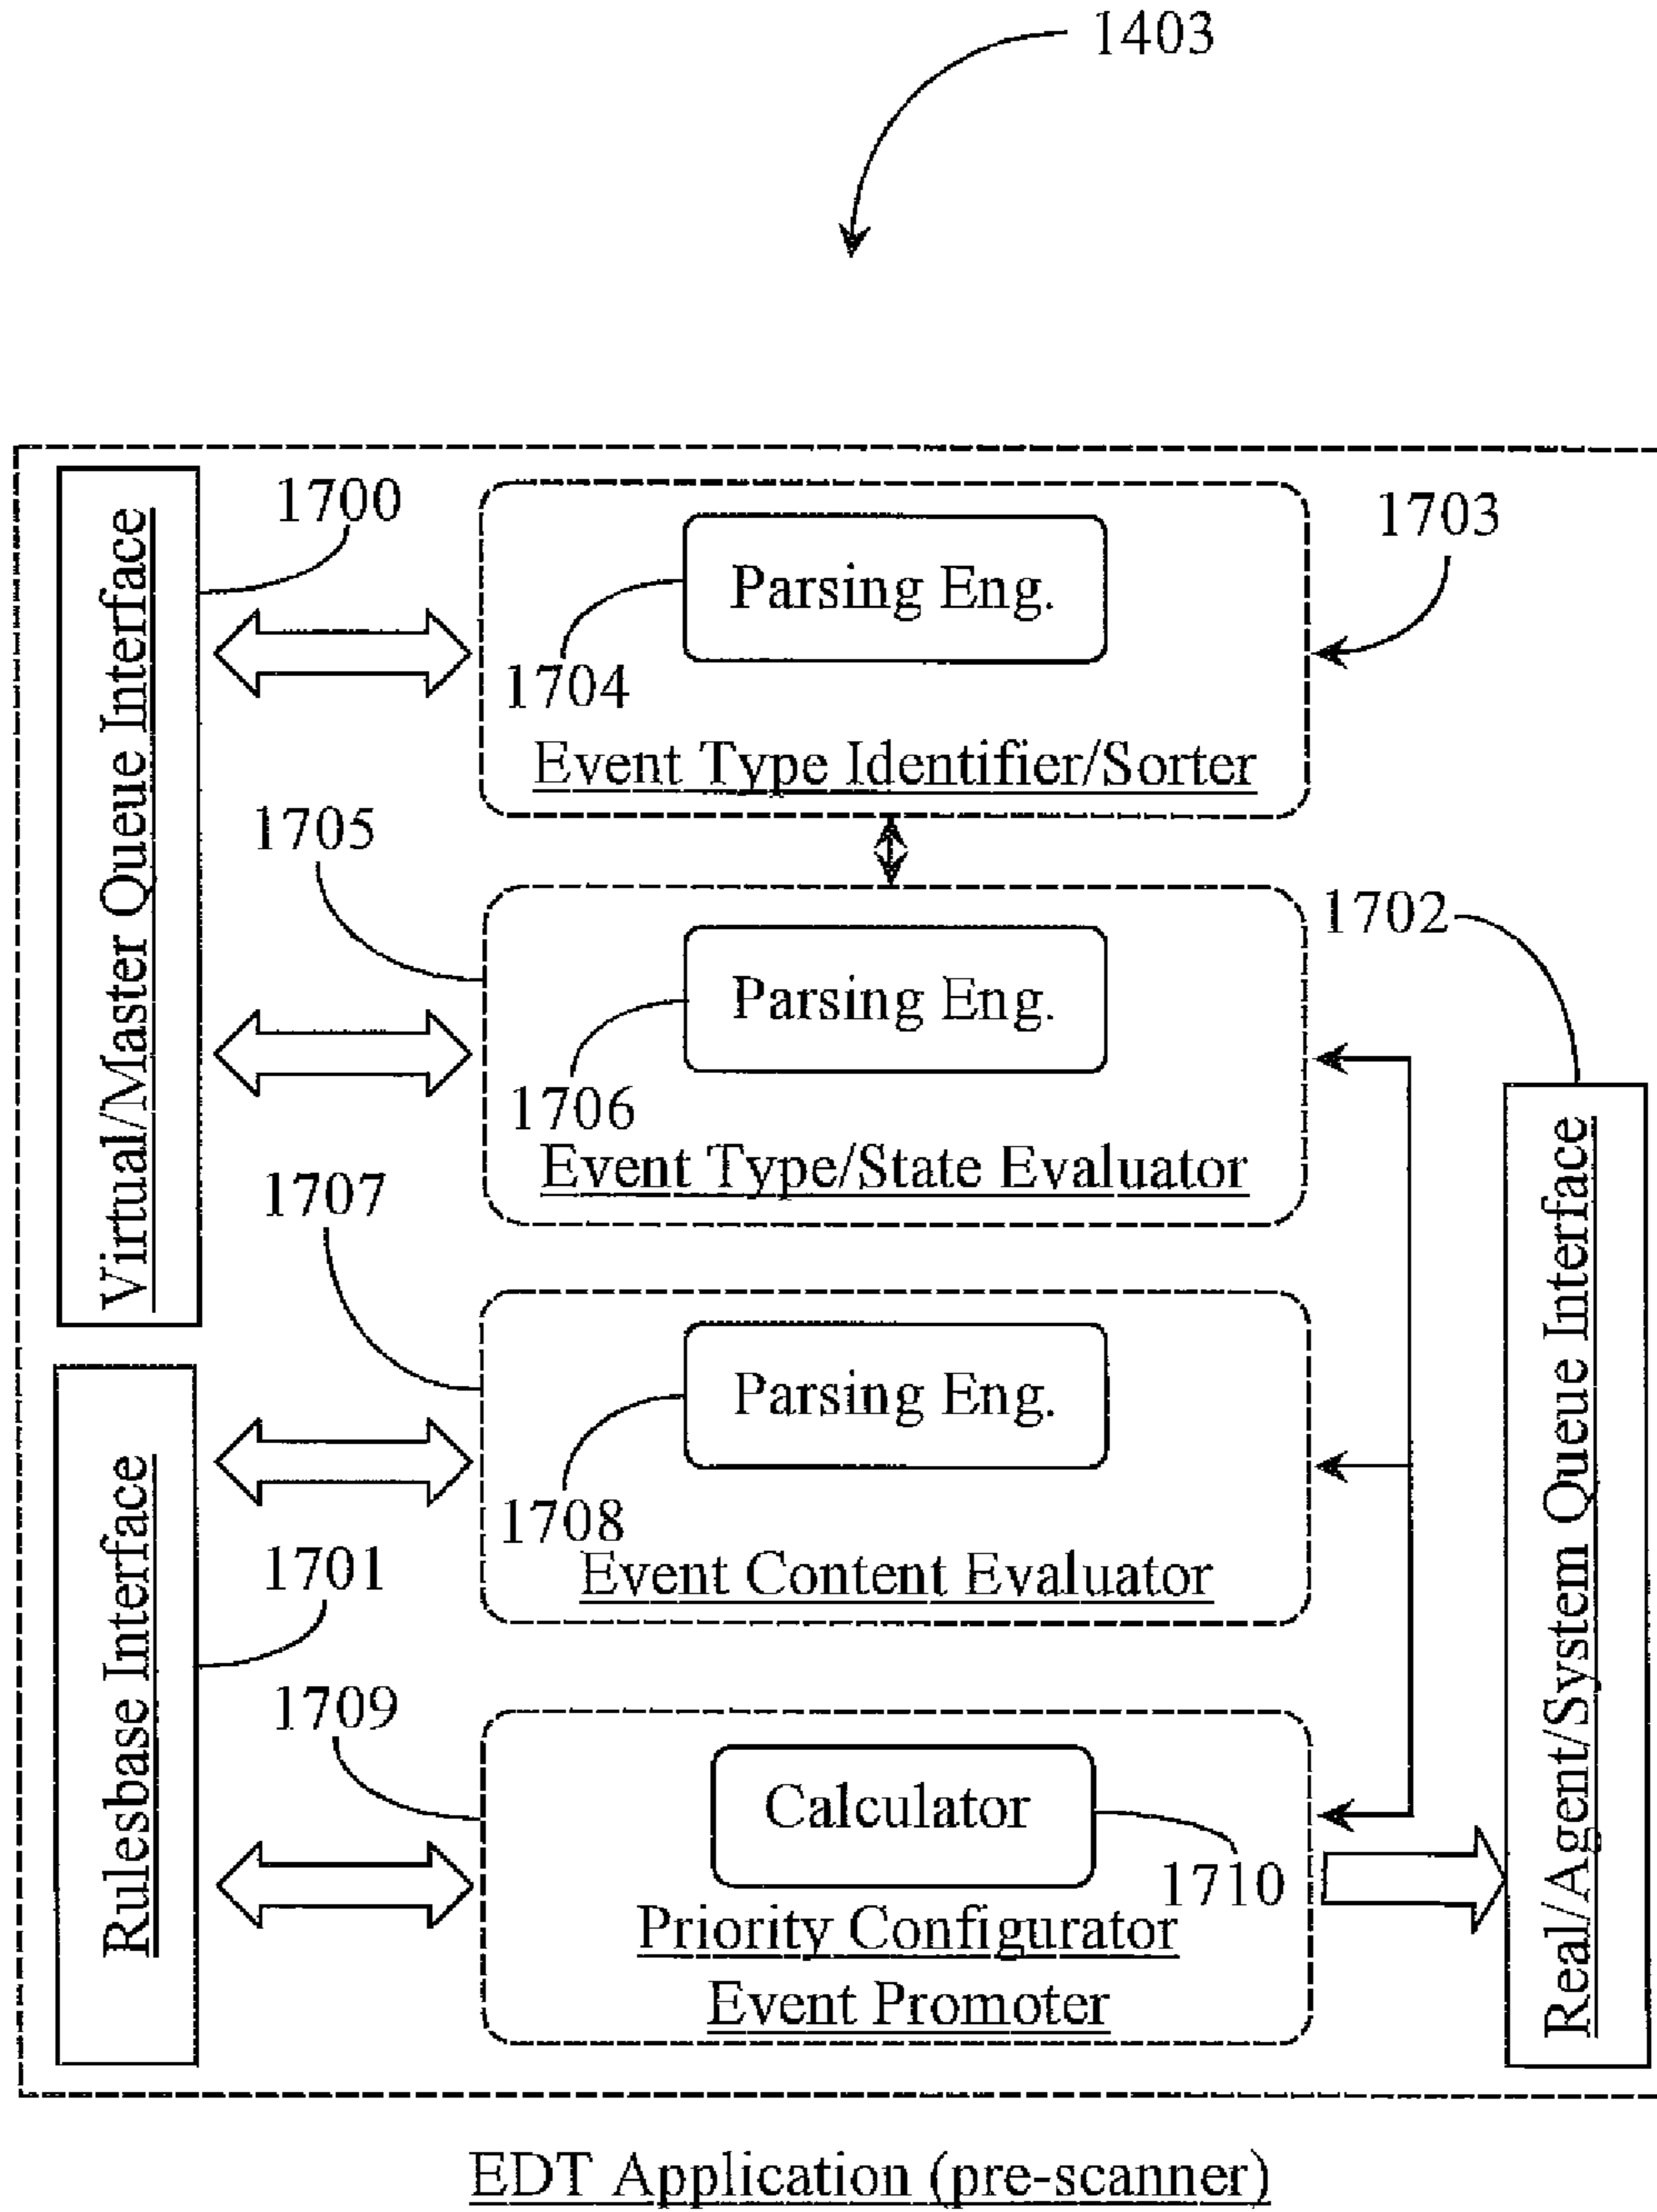 1403
1700
1703
Virtual/Master Queue Interface
Parsing Eng.
1704
Event Type Identifier/Sorter
1705
1702
Parsing Eng.
1706
Event Type/State Evaluator
1707
Real/Agent/System Queue Interface
Parsing Eng.
1708
Event Content Evaluator
1701
Rulesbase Interface
1709
Calculator
1710
Priority Configurator
Event Promoter
EDT Application (pre-scanner)